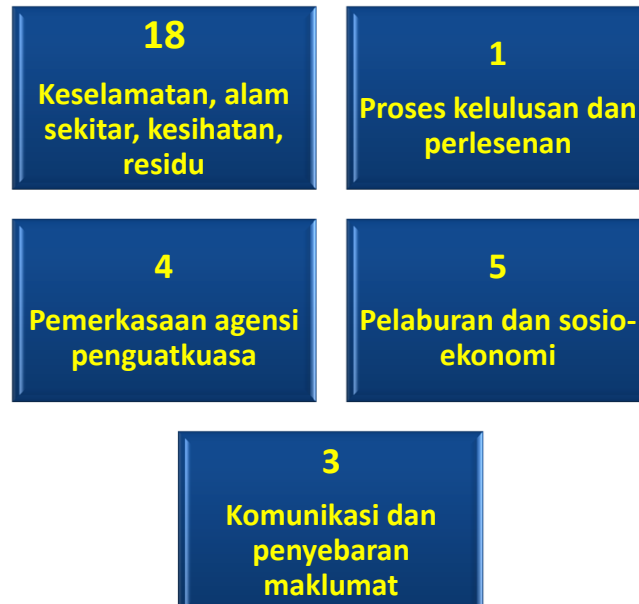 18
Keselamatan, alam
sekitar, kesihatan,
residu
1
Proses kelulusan dan
perlesenan
4
Pemerkasaan agensi
penguatkuasa
5
Pelaburan dan sosio-
ekonomi
3
Komunikasi dan
penyebaran
maklumat